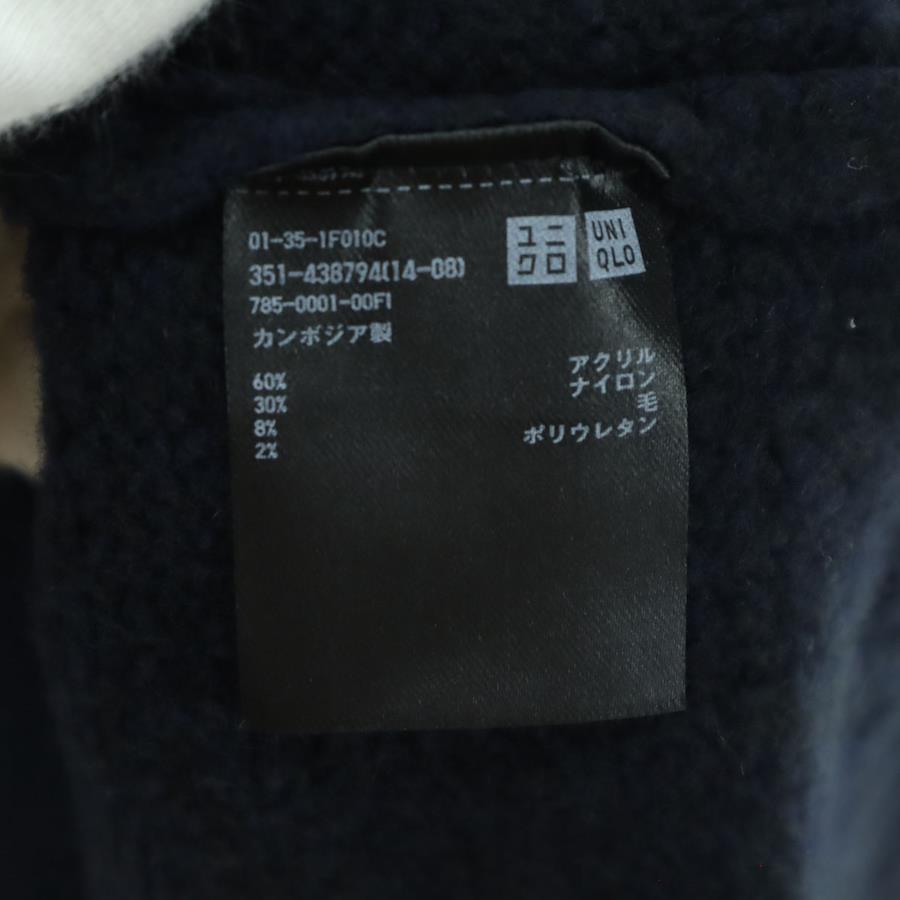 01-35-1F010C
ユニクロ
UNIQLO
351-438794(14-08)
785-0001-00F1
カンボジア製
60% アクリル
30% ナイロン
8% 毛
2% ポリウレタン